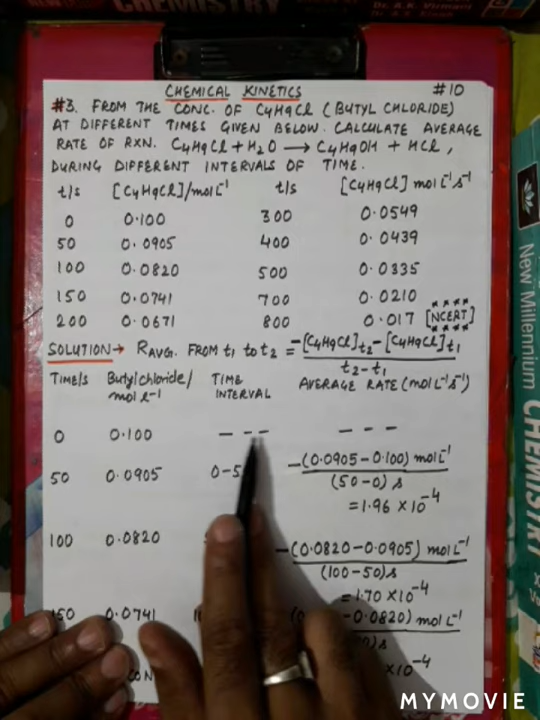 Dr. A.K. Virmani
CHEMICAL KINETICS #10
#3. FROM THE CONC. OF C4H9Cl (BUTYL CHLORIDE)
AT DIFFERENT TIMES GIVEN BELOW. CALCULATE AVERAGE
RATE OF RXN. C4H9Cl + H2O → C4H9OH + HCl,
DURING DIFFERENT INTERVALS OF TIME.
t/s [C4H9Cl]/mol L⁻¹ t/s [C4H9Cl] mol L⁻¹ s⁻¹
0 0.100 300 0.0549
50 0.0905 400 0.0439
100 0.0820 500 0.0335
150 0.0741 700 0.0210
200 0.0671 800 0.017 [NCERT]
SOLUTION→ RAVG. FROM t1 to t2 = -[C4H9Cl]t2 - [C4H9Cl]t1
t2 - t1
TIME/s Butylchloride/ TIME AVERAGE RATE (mol L⁻¹ s⁻¹)
mol l⁻¹ INTERVAL
0 0.100 - - - - - -
50 0.0905 0-5 -(0.0905-0.100) mol L⁻¹
(50-0) s
= 1.96 × 10⁻⁴
100 0.0820 -(0.0820-0.0905) mol L⁻¹
(100-50) s
= 1.70 × 10⁻⁴
150 0.0741 -0.0820) mol L⁻¹
) s
× 10⁻⁴
CON
New Millennium
MYMOVIE